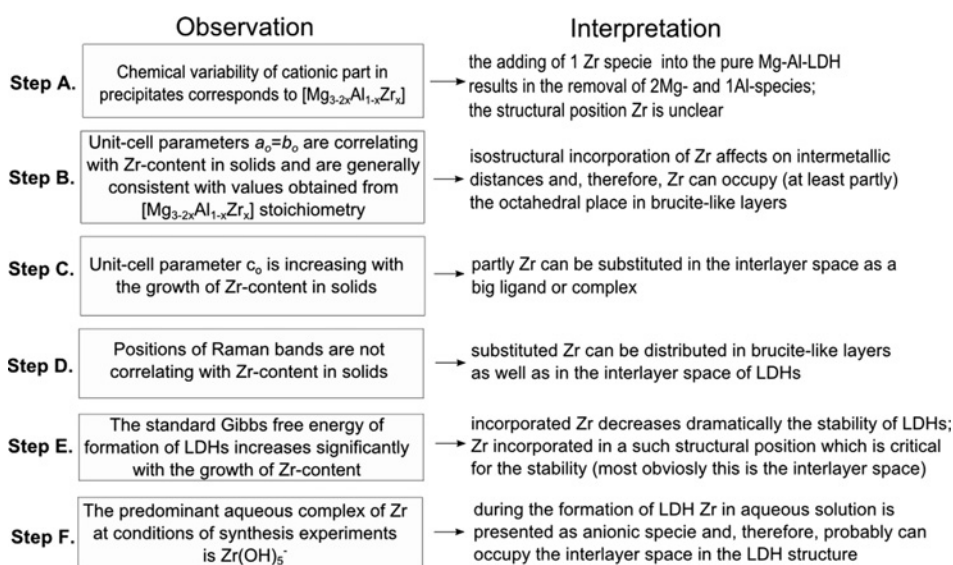 Observation
Interpretation
Step A.
Chemical variability of cationic part in
precipitates corresponds to [Mg3-2xAl1-xZrx]
the adding of 1 Zr specie into the pure Mg-Al-LDH
results in the removal of 2Mg- and 1Al-species;
the structural position Zr is unclear
Step B.
Unit-cell parameters ao=bo are correlating
with Zr-content in solids and are generally
consistent with values obtained from
[Mg3-2xAl1-xZrx] stoichiometry
isostructural incorporation of Zr affects on intermetallic
distances and, therefore, Zr can occupy (at least partly)
the octahedral place in brucite-like layers
Step C.
Unit-cell parameter co is increasing with
the growth of Zr-content in solids
partly Zr can be substituted in the interlayer space as a
big ligand or complex
Step D.
Positions of Raman bands are not
correlating with Zr-content in solids
substituted Zr can be distributed in brucite-like layers
as well as in the interlayer space of LDHs
Step E.
The standard Gibbs free energy of
formation of LDHs increases significantly
with the growth of Zr-content
incorporated Zr decreases dramatically the stability of LDHs;
Zr incorporated in a such structural position which is critical
for the stability (most obviosly this is the interlayer space)
Step F.
The predominant aqueous complex of Zr
at conditions of synthesis experiments
is Zr(OH)5-
during the formation of LDH Zr in aqueous solution is
presented as anionic specie and, therefore, probably can
occupy the interlayer space in the LDH structure